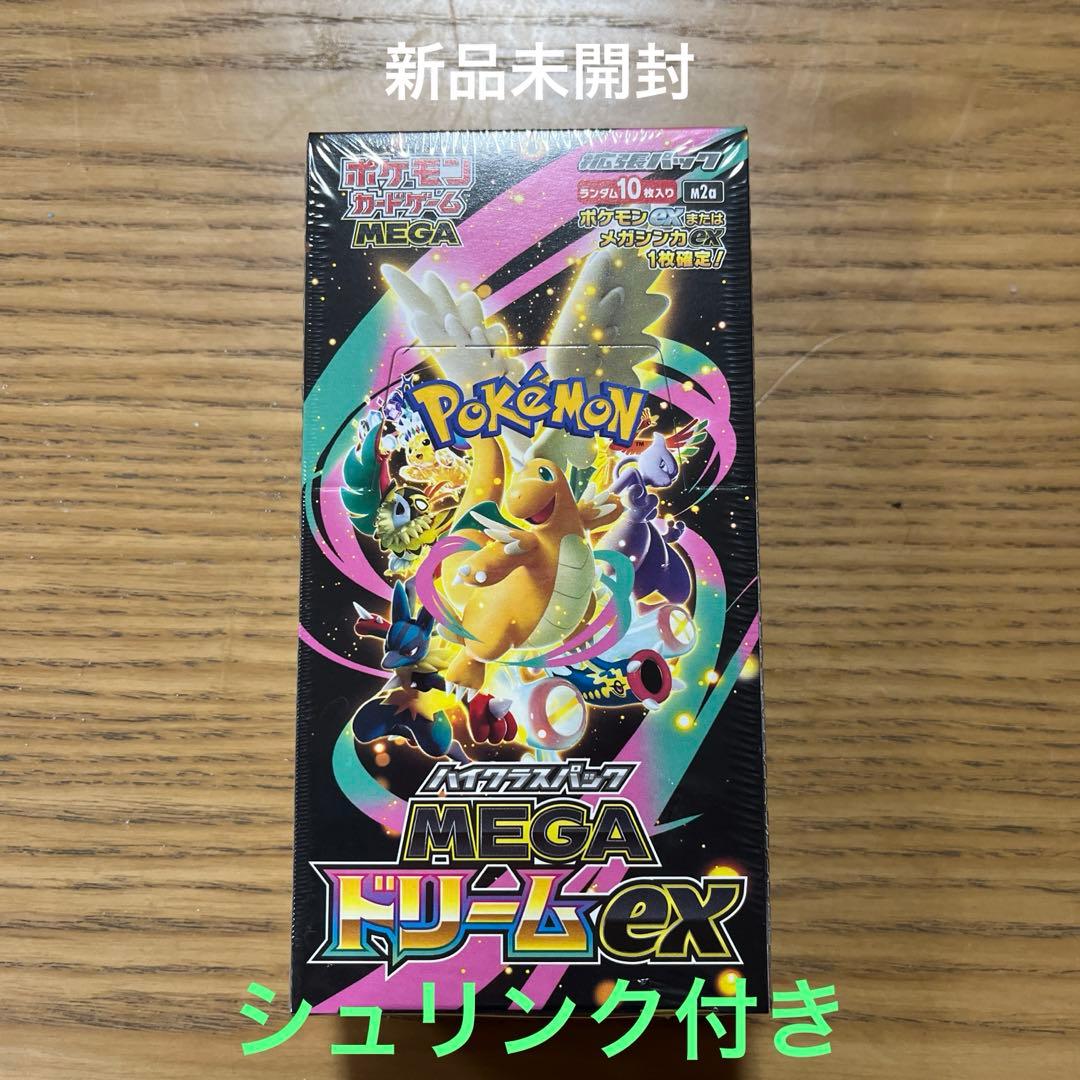 新品未開封
ポケモン
カードゲーム
MEGA
拡張パック
ランダム10枚入り M2a
ポケモンexまたは
メガシンカex
1枚確定!
POKÉMON
TM
ハイクラスパック
MEGA
ドリームex
シュリンク付き